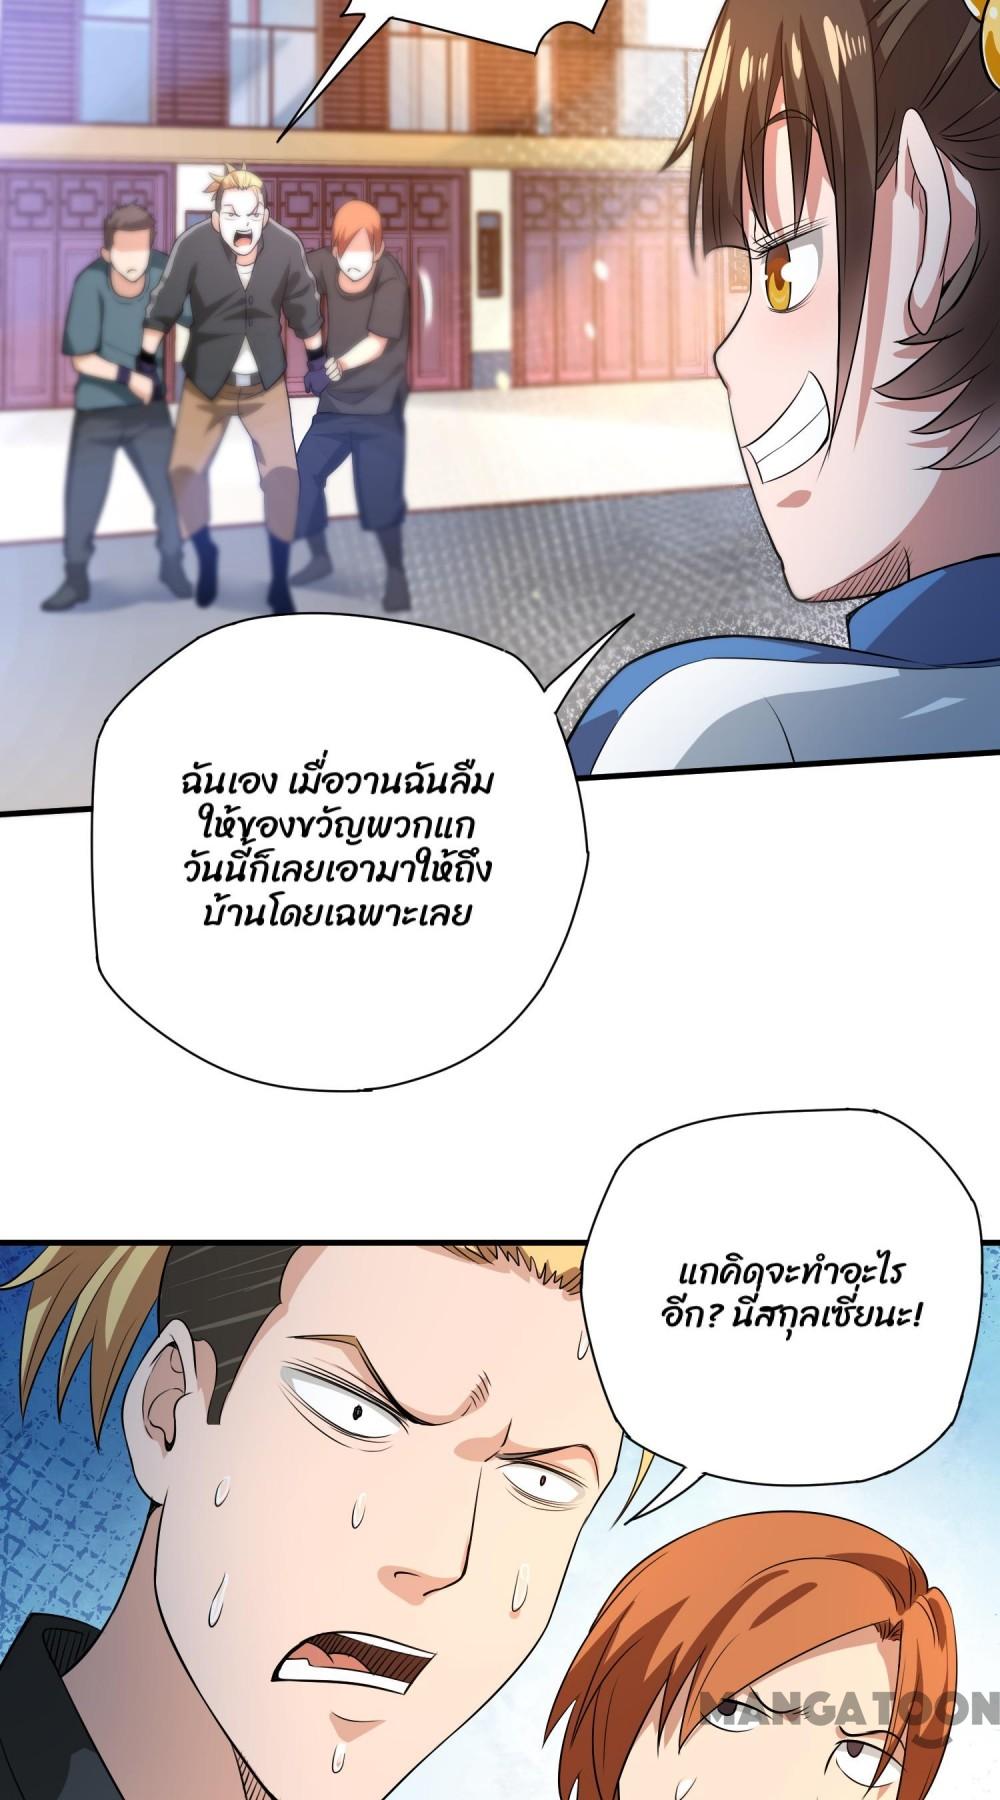 ฉันเอง เมื่อวานฉันลืม
ให้ของขวัญพวกแก
วันนี้ก็เลยเอามาให้ถึง
บ้านโดยเฉพาะเลย
แกคิดจะทำอะไร
อีก? นี่สกุลเซี่ยนะ!
MANGATOON